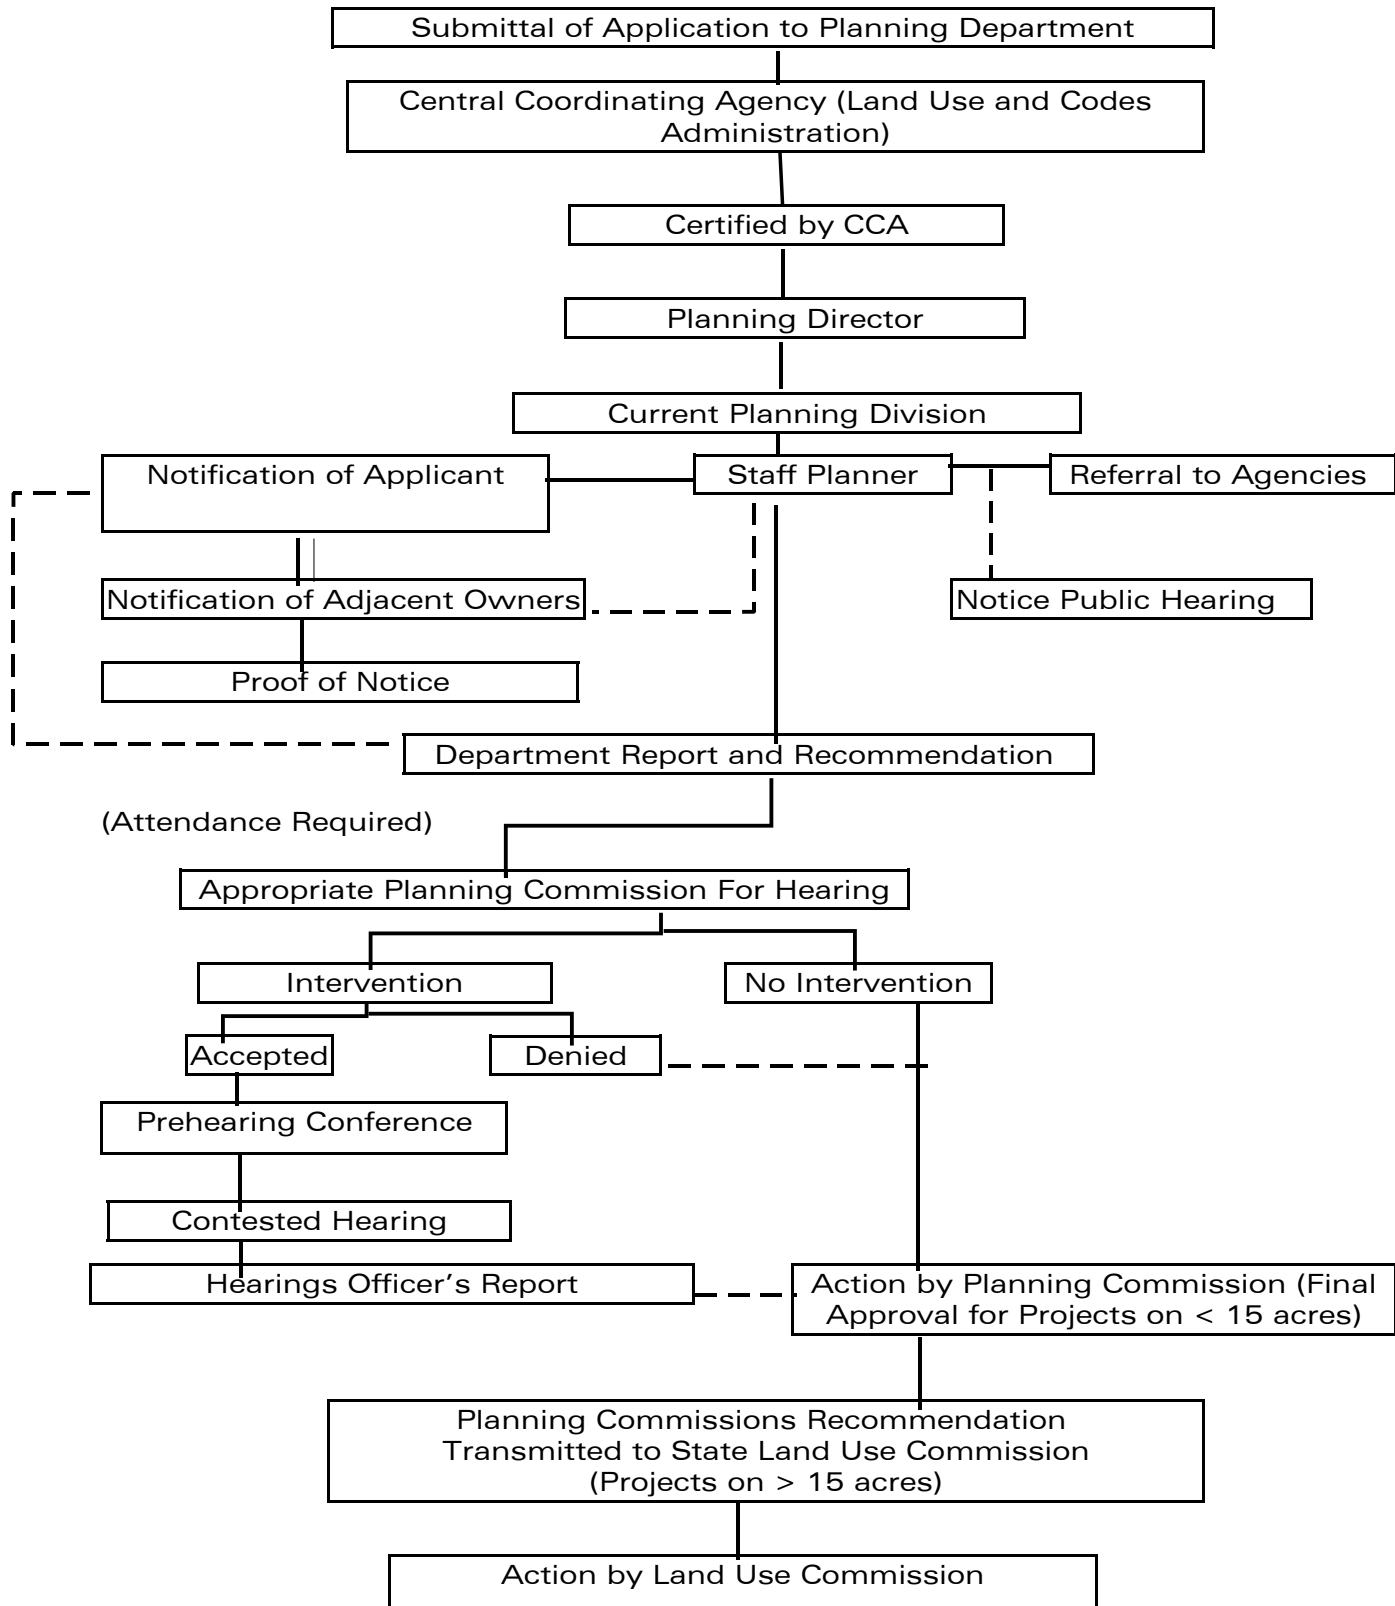 Submittal of Application to Planning Department
Central Coordinating Agency (Land Use and Codes
Administration)
Certified by CCA
Planning Director
Current Planning Division
Notification of Applicant
Staff Planner
Referral to Agencies
Notification of Adjacent Owners
Notice Public Hearing
Proof of Notice
Department Report and Recommendation
(Attendance Required)
Appropriate Planning Commission For Hearing
Intervention
No Intervention
Accepted
Denied
Prehearing Conference
Contested Hearing
Hearings Officer's Report
Action by Planning Commission (Final
Approval for Projects on < 15 acres)
Planning Commissions Recommendation
Transmitted to State Land Use Commission
(Projects on > 15 acres)
Action by Land Use Commission